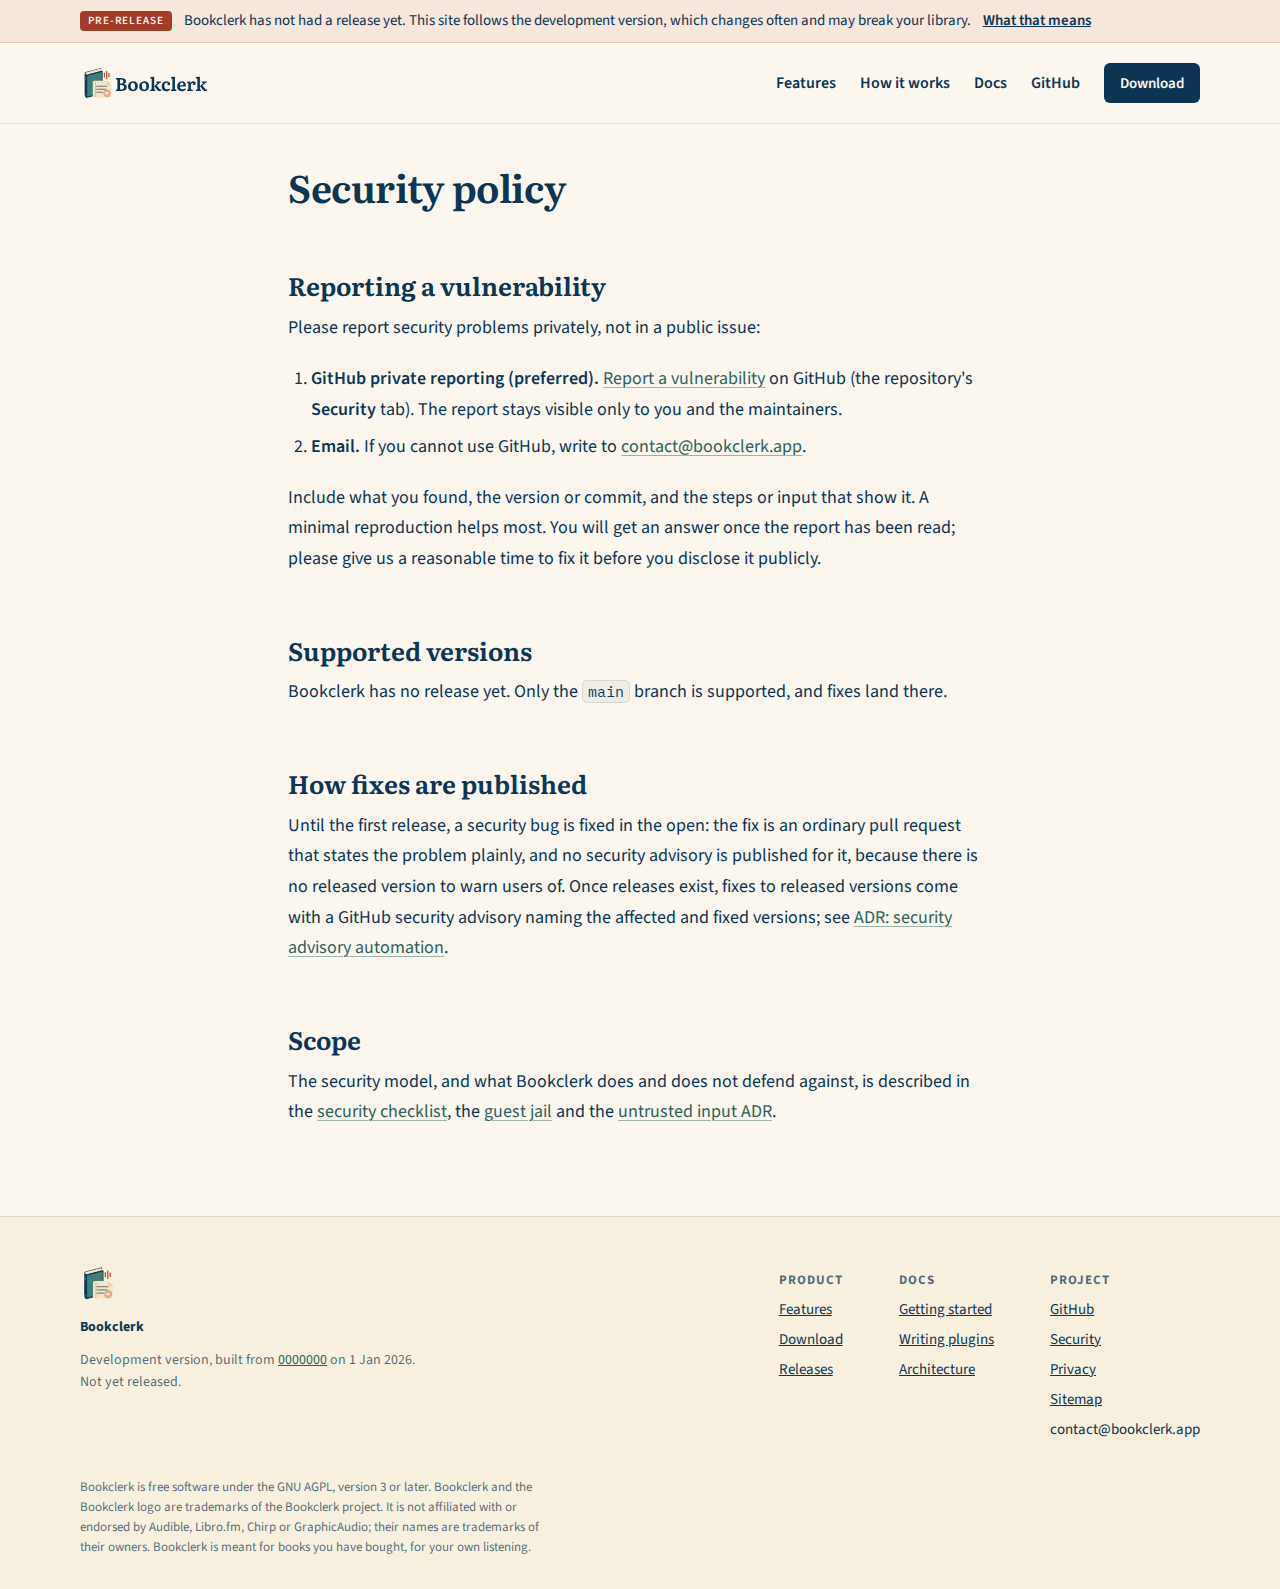 PRE-RELEASE Bookclerk has not had a release yet. This site follows the development version, which changes often and may break your library. What that means
Bookclerk Features How it works Docs GitHub Download
Security policy
Reporting a vulnerability
Please report security problems privately, not in a public issue:
1. GitHub private reporting (preferred). Report a vulnerability on GitHub (the repository's
Security tab). The report stays visible only to you and the maintainers.
2. Email. If you cannot use GitHub, write to contact@bookclerk.app.
Include what you found, the version or commit, and the steps or input that show it. A
minimal reproduction helps most. You will get an answer once the report has been read;
please give us a reasonable time to fix it before you disclose it publicly.
Supported versions
Bookclerk has no release yet. Only the main branch is supported, and fixes land there.
How fixes are published
Until the first release, a security bug is fixed in the open: the fix is an ordinary pull request
that states the problem plainly, and no security advisory is published for it, because there is
no released version to warn users of. Once releases exist, fixes to released versions come
with a GitHub security advisory naming the affected and fixed versions; see ADR: security
advisory automation.
Scope
The security model, and what Bookclerk does and does not defend against, is described in
the security checklist, the guest jail and the untrusted input ADR.
Bookclerk
Development version, built from 0000000 on 1 Jan 2026.
Not yet released.
PRODUCT
Features
Download
Releases
DOCS
Getting started
Writing plugins
Architecture
PROJECT
GitHub
Security
Privacy
Sitemap
contact@bookclerk.app
Bookclerk is free software under the GNU AGPL, version 3 or later. Bookclerk and the
Bookclerk logo are trademarks of the Bookclerk project. It is not affiliated with or
endorsed by Audible, Libro.fm, Chirp or GraphicAudio; their names are trademarks of
their owners. Bookclerk is meant for books you have bought, for your own listening.